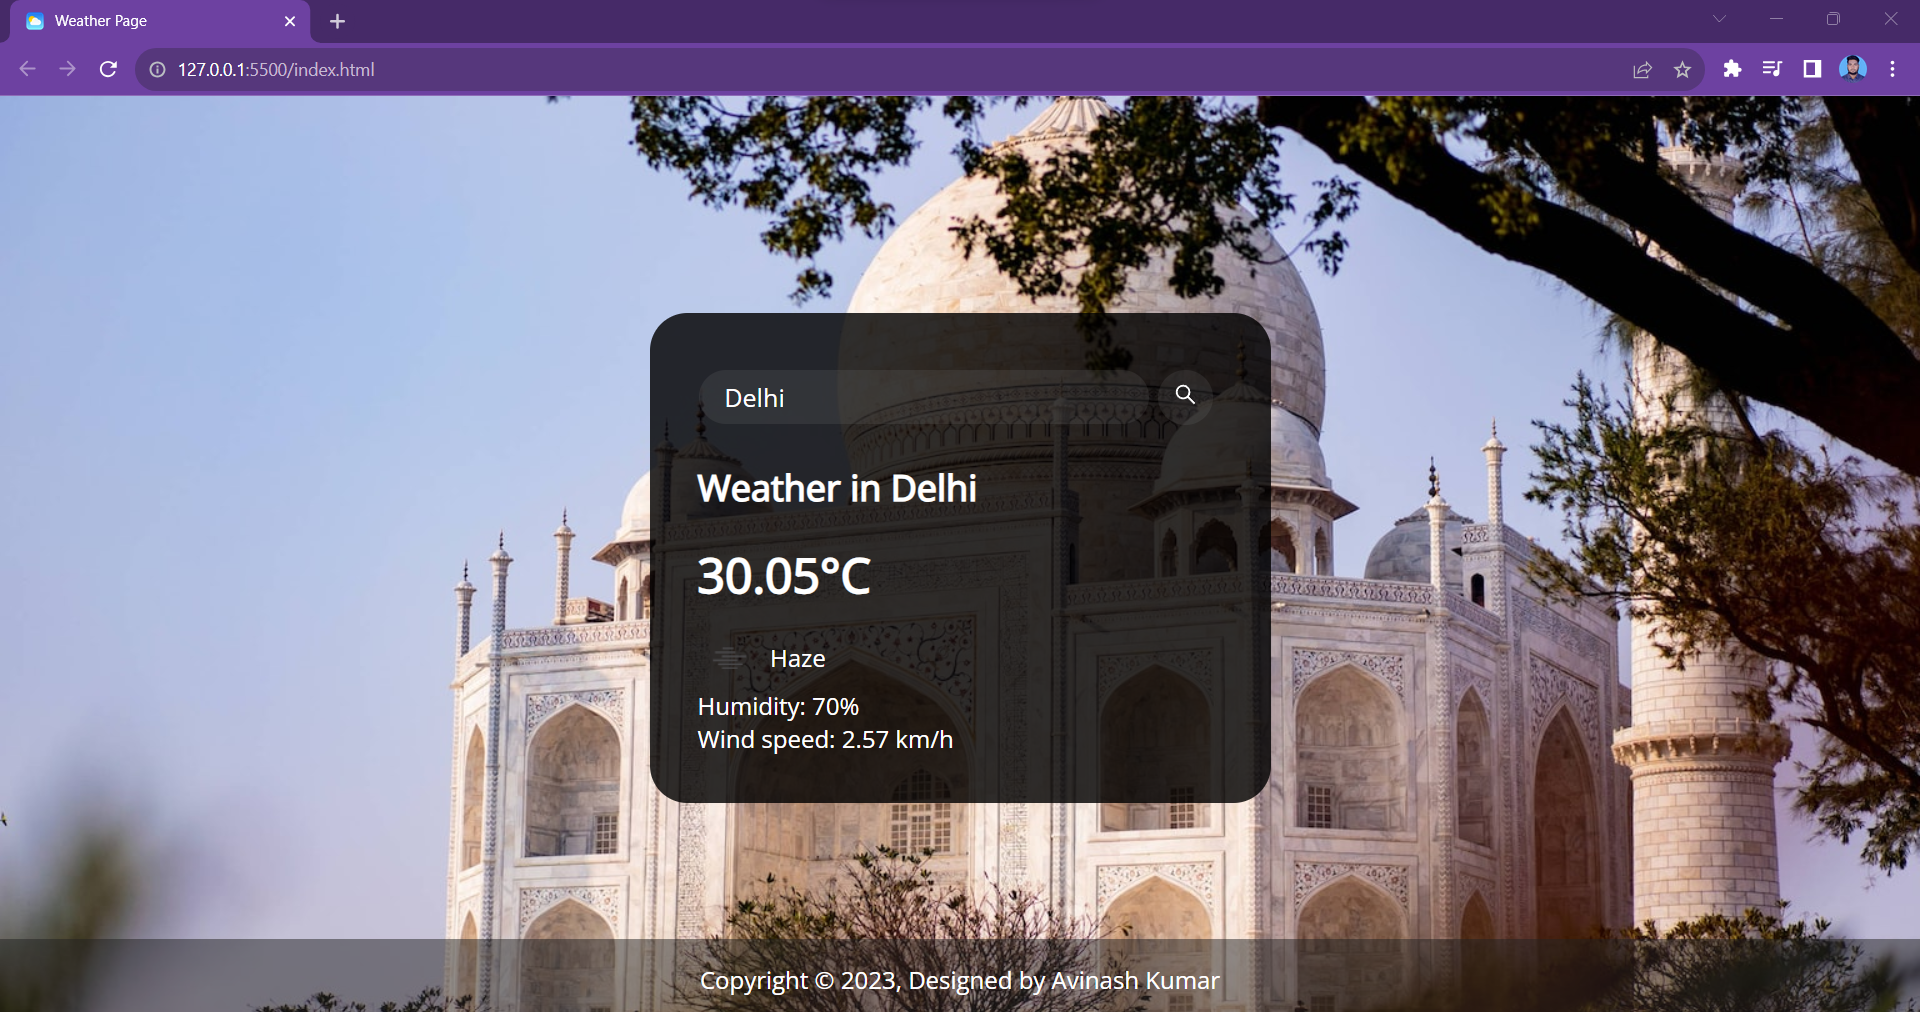 Weather Page
127.0.0.1:5500/index.html
Delhi
Weather in Delhi
30.05°C
Haze
Humidity: 70%
Wind speed: 2.57 km/h
Copyright © 2023, Designed by Avinash Kumar